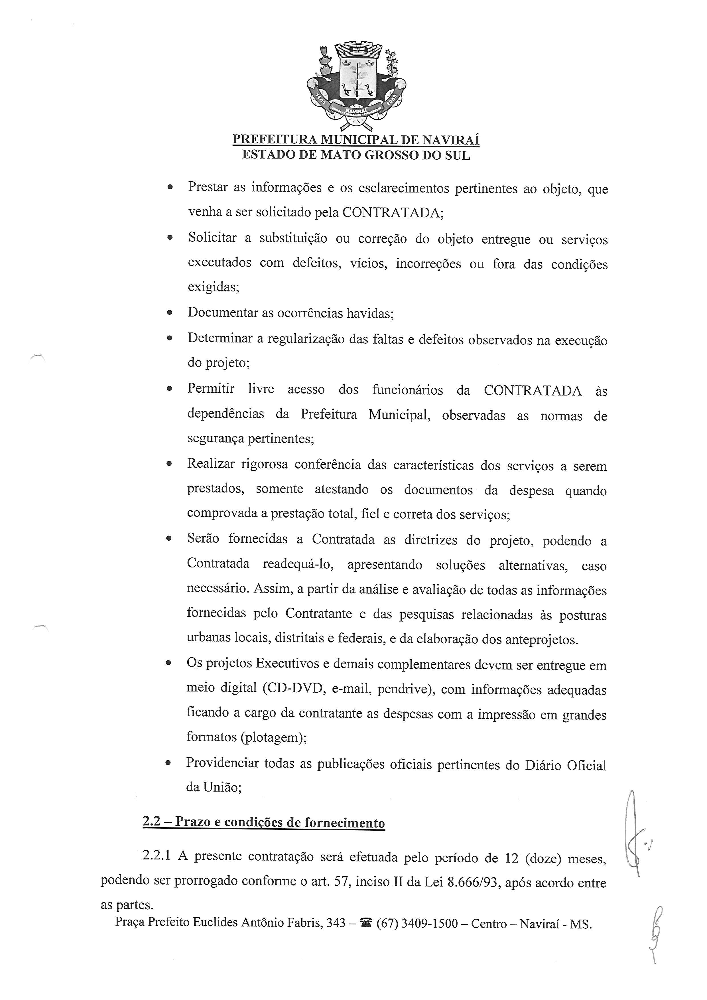 11-11
NAVIRAÍ
1963
PREFEITURA MUNICIPAL DE NAVIRAÍ
ESTADO DE MATO GROSSO DO SUL
• Prestar as informações e os esclarecimentos pertinentes ao objeto, que
venha a ser solicitado pela CONTRATADA;
• Solicitar a substituição ou correção do objeto entregue ou serviços
executados com defeitos, vícios, incorreções ou fora das condições
exigidas;
• Documentar as ocorrências havidas;
• Determinar a regularização das faltas e defeitos observados na execução
do projeto;
• Permitir livre acesso dos funcionários da CONTRATADA às
dependências da Prefeitura Municipal, observadas as normas de
segurança pertinentes;
• Realizar rigorosa conferência das características dos serviços a serem
prestados, somente atestando os documentos da despesa quando
comprovada a prestação total, fiel e correta dos serviços;
• Serão fornecidas a Contratada as diretrizes do projeto, podendo a
Contratada readequá-lo, apresentando soluções alternativas, caso
necessário. Assim, a partir da análise e avaliação de todas as informações
fornecidas pelo Contratante e das pesquisas relacionadas às posturas
urbanas locais, distritais e federais, e da elaboração dos anteprojetos.
• Os projetos Executivos e demais complementares devem ser entregue em
meio digital (CD-DVD, e-mail, pendrive), com informações adequadas
ficando a cargo da contratante as despesas com a impressão em grandes
formatos (plotagem);
• Providenciar todas as publicações oficiais pertinentes do Diário Oficial
da União;
2.2 – Prazo e condições de fornecimento
2.2.1 A presente contratação será efetuada pelo período de 12 (doze) meses,
podendo ser prorrogado conforme o art. 57, inciso II da Lei 8.666/93, após acordo entre
as partes.
Praça Prefeito Euclides Antônio Fabris, 343 – ☎ (67) 3409-1500 – Centro – Naviraí - MS.